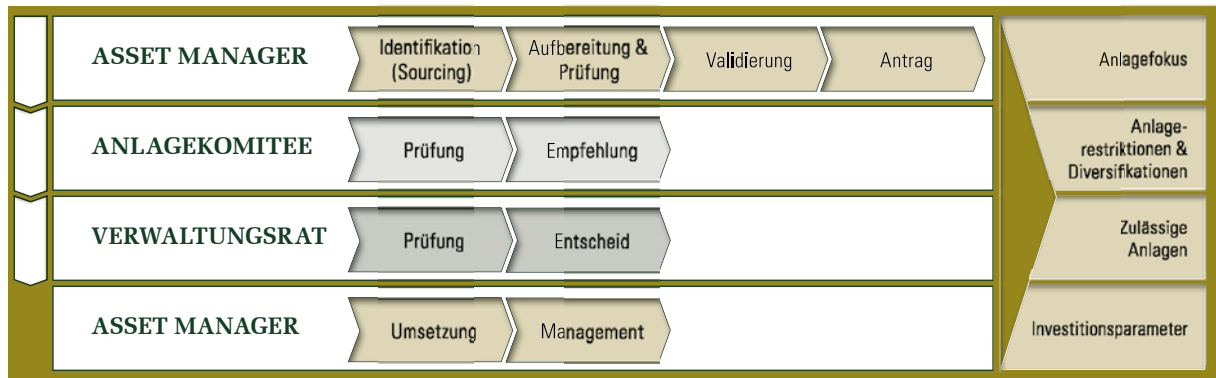 ASSET MANAGER
Identifikation
(Sourcing)
Aufbereitung &
Prüfung
Validierung
Antrag
Anlagefokus
ANLAGEKOMITEE
Prüfung
Empfehlung
Anlage-
restriktionen &
Diversifikationen
VERWALTUNGSRAT
Prüfung
Entscheid
Zulässige
Anlagen
ASSET MANAGER
Umsetzung
Management
Investitionsparameter